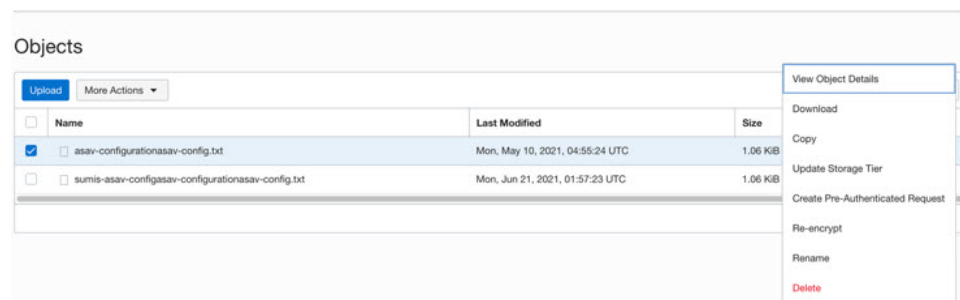 Objects
Upload
More Actions
Name
Last Modified
Size
asav-configurationasav-config.txt
Mon, May 10, 2021, 04:55:24 UTC
1.06 KiB
sumis-asav-configasav-configurationasav-config.txt
Mon, Jun 21, 2021, 01:57:23 UTC
1.06 KiB
View Object Details
Download
Copy
Update Storage Tier
Create Pre-Authenticated Request
Re-encrypt
Rename
Delete